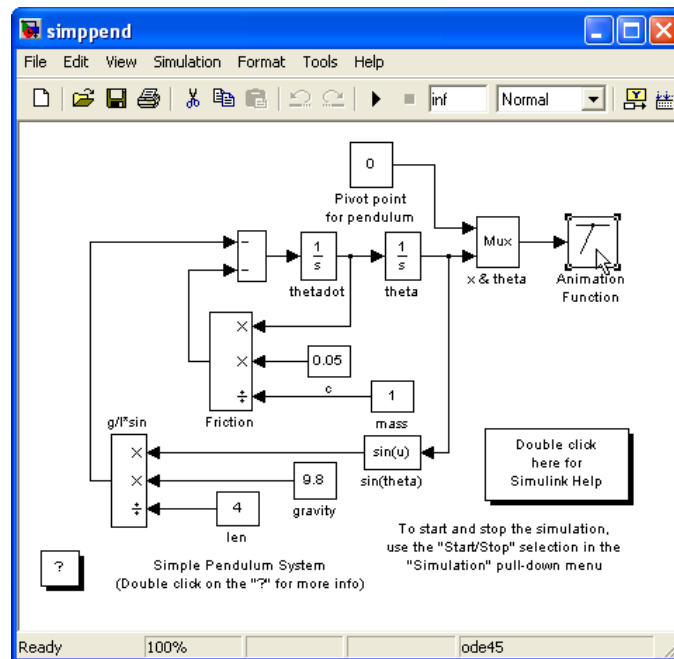 simppend
File Edit View Simulation Format Tools Help
inf Normal
0
Pivot point
for pendulum
1
s
thetadot
1
s
theta
Mux
x & theta
Animation
Function
×
×
÷
Friction
0.05
c
1
mass
g/l*sin
×
×
÷
sin(u)
sin(theta)
9.8
gravity
4
len
Double click
here for
Simulink Help
To start and stop the simulation,
use the "Start/Stop" selection in the
"Simulation" pull-down menu
?
Simple Pendulum System
(Double click on the "?" for more info)
Ready 100% ode45